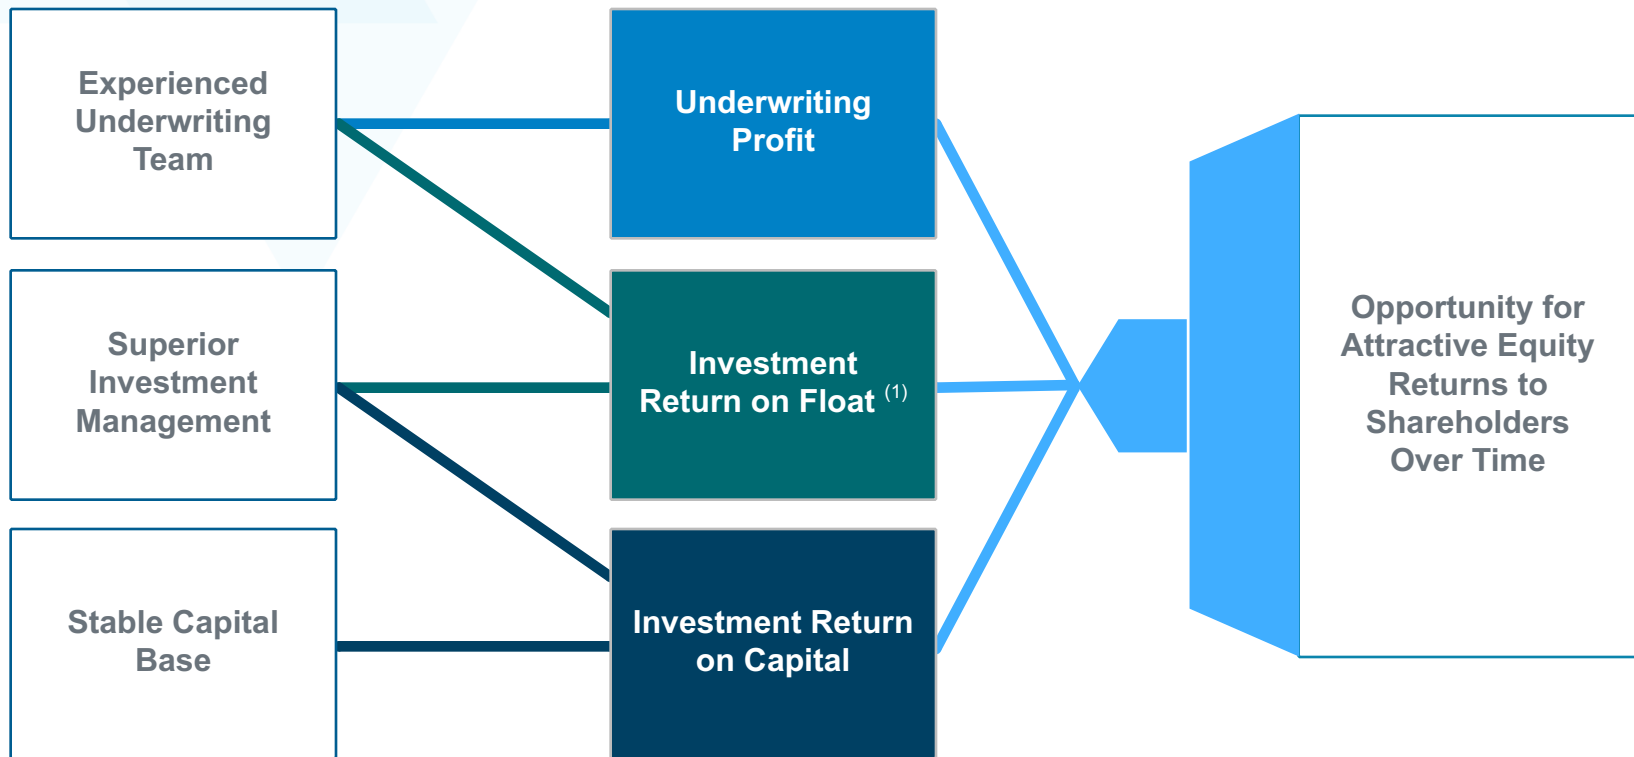 Experienced
Underwriting
Team
Underwriting
Profit
Superior
Investment
Management
Investment
Return on Float (1)
Stable Capital
Base
Investment Return
on Capital
Opportunity for
Attractive Equity
Returns to
Shareholders
Over Time